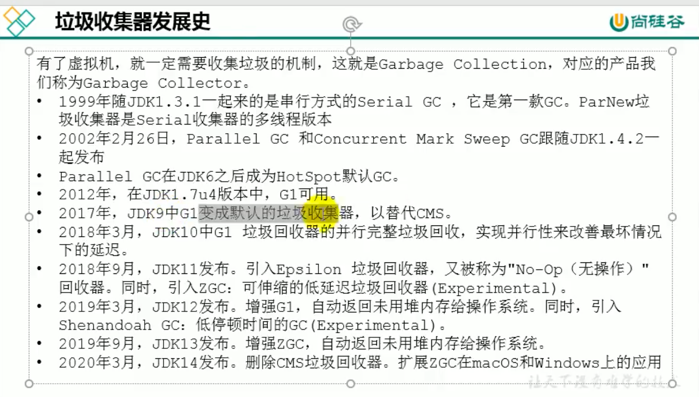 垃圾收集器发展史
尚硅谷
有了虚拟机，就一定需要收集垃圾的机制，这就是Garbage Collection，对应的产品我
们称为Garbage Collector。
• 1999年随JDK1.3.1一起来的是串行方式的Serial GC ，它是第一款GC。ParNew垃
圾收集器是Serial收集器的多线程版本
• 2002年2月26日，Parallel GC 和Concurrent Mark Sweep GC跟随JDK1.4.2一
起发布
• Parallel GC在JDK6之后成为HotSpot默认GC。
• 2012年，在JDK1.7u4版本中，G1可用。
• 2017年，JDK9中G1变成默认的垃圾收集器，以替代CMS。
• 2018年3月，JDK10中G1 垃圾回收器的并行完整垃圾回收，实现并行性来改善最坏情况
下的延迟。
• 2018年9月，JDK11发布。引入Epsilon 垃圾回收器，又被称为"No-Op（无操作）"
回收器。同时，引入ZGC：可伸缩的低延迟垃圾回收器(Experimental)。
• 2019年3月，JDK12发布。增强G1，自动返回未用堆内存给操作系统。同时，引入
Shenandoah GC：低停顿时间的GC(Experimental)。
• 2019年9月，JDK13发布。增强ZGC，自动返回未用堆内存给操作系统。
• 2020年3月，JDK14发布。删除CMS垃圾回收器。扩展ZGC在macOS和Windows上的应用
让天下没有难学的技术